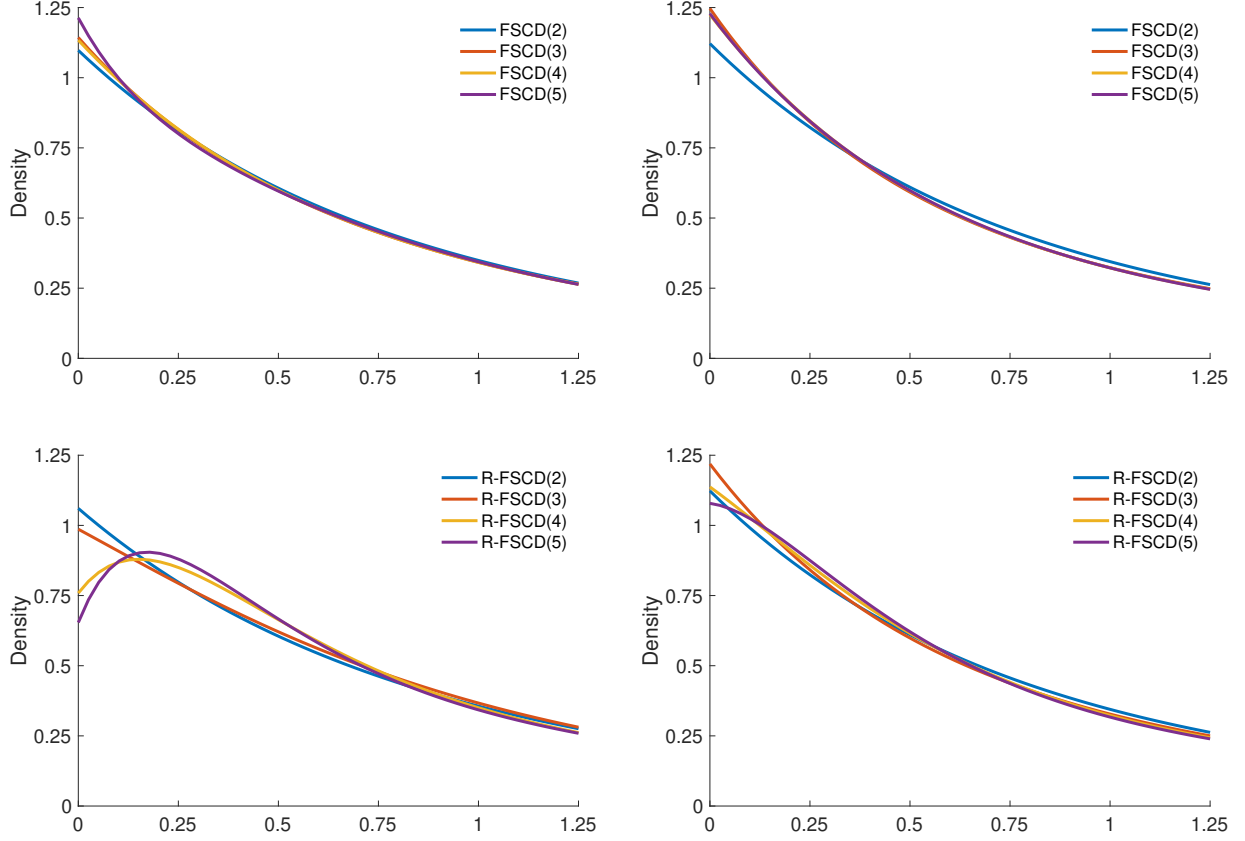 1.25
1
0.75
0.5
0.25
0
Density
FSCD(2)
FSCD(3)
FSCD(4)
FSCD(5)
0 0.25 0.5 0.75 1 1.25
1.25
1
0.75
0.5
0.25
0
Density
FSCD(2)
FSCD(3)
FSCD(4)
FSCD(5)
0 0.25 0.5 0.75 1 1.25
1.25
1
0.75
0.5
0.25
0
Density
R-FSCD(2)
R-FSCD(3)
R-FSCD(4)
R-FSCD(5)
0 0.25 0.5 0.75 1 1.25
1.25
1
0.75
0.5
0.25
0
Density
R-FSCD(2)
R-FSCD(3)
R-FSCD(4)
R-FSCD(5)
0 0.25 0.5 0.75 1 1.25